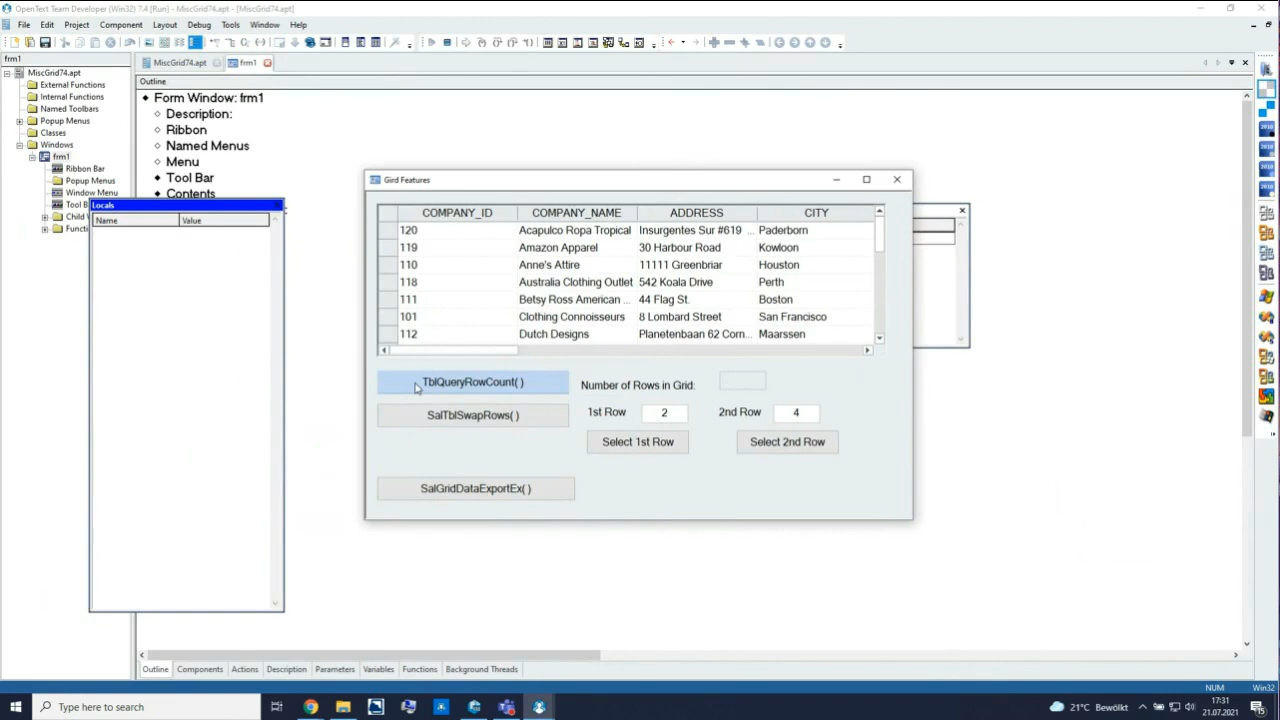 OpenText Team Developer (Win32) 7.4 [Run] - MiscGrid74.apt - [MiscGrid74.apt]
File Edit Project Component Layout Debug Tools Window Help
frm1
MiscGrid74.apt
frm1
MiscGrid74.apt
External Functions
Internal Functions
Named Toolbars
Popup Menus
Classes
Windows
frm1
Ribbon Bar
Popup Menus
Window Menu
Tool B
Child
Functi
Outline
Form Window: frm1
Description:
Ribbon
Named Menus
Menu
Tool Bar
Contents
Locals
Name Value
Gird Features
COMPANY_ID COMPANY_NAME ADDRESS CITY
120 Acapulco Ropa Tropical Insurgentes Sur #619 ... Paderborn
119 Amazon Apparel 30 Harbour Road Kowloon
110 Anne's Attire 11111 Greenbriar Houston
118 Australia Clothing Outlet 542 Koala Drive Perth
111 Betsy Ross American ... 44 Flag St. Boston
101 Clothing Connoisseurs 8 Lombard Street San Francisco
112 Dutch Designs Planetenbaan 62 Corn... Maarssen
TblQueryRowCount( ) Number of Rows in Grid:
SalTblSwapRows( ) 1st Row 2 2nd Row 4
Select 1st Row Select 2nd Row
SalGridDataExportEx( )
2010
2010
2010
2010
Outline Components Actions Description Parameters Variables Functions Background Threads
NUM Win32
Type here to search
21°C Bewölkt
17:31
21.07.2021